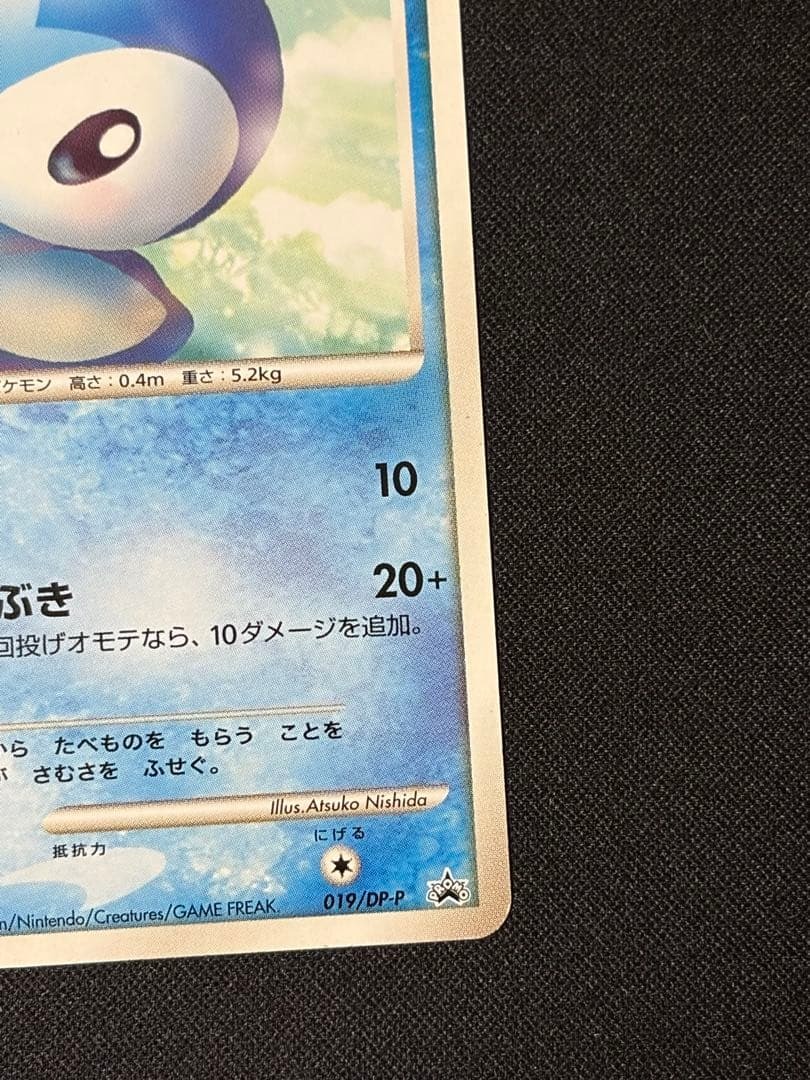 ケモン 高さ:0.4m 重さ:5.2kg
10
ぶき 20+
回投げオモテなら、10ダメージを追加。
から たべものを もらう ことを
さむさを ふせぐ。
Illus.Atsuko Nishida
抵抗力 にげる
019/DP-P PROMO
/Nintendo/Creatures/GAME FREAK.